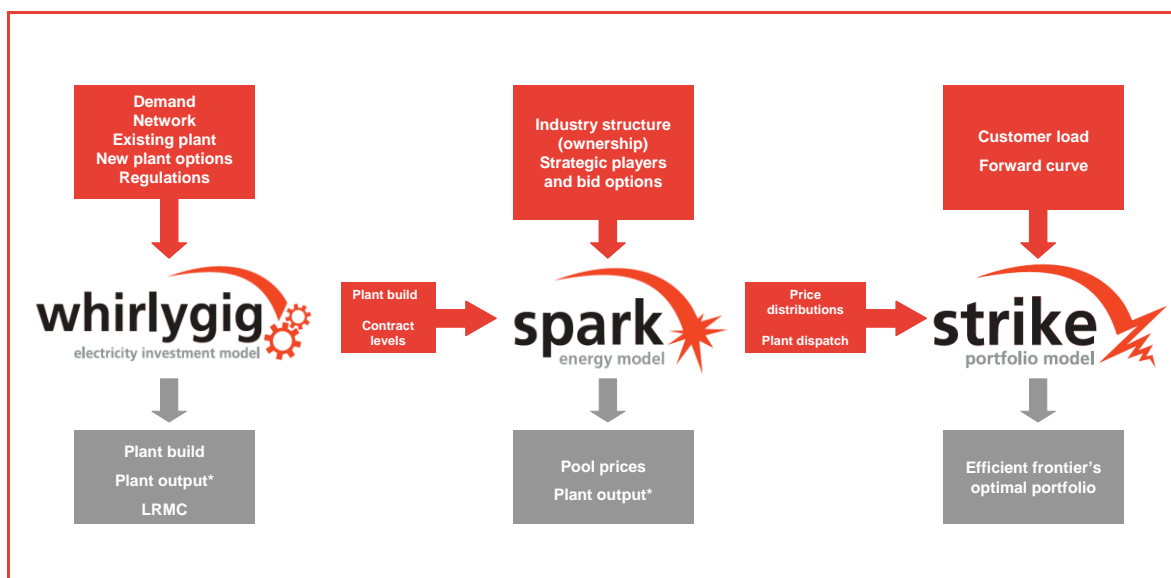 Demand
Network
Existing plant
New plant options
Regulations
Industry structure
(ownership)
Strategic players
and bid options
Customer load
Forward curve
whirlygig
electricity investment model
Plant build
Contract
levels
spark
energy model
Price
distributions
Plant dispatch
strike
portfolio model
Plant build
Plant output*
LRMC
Pool prices
Plant output*
Efficient frontier’s
optimal portfolio